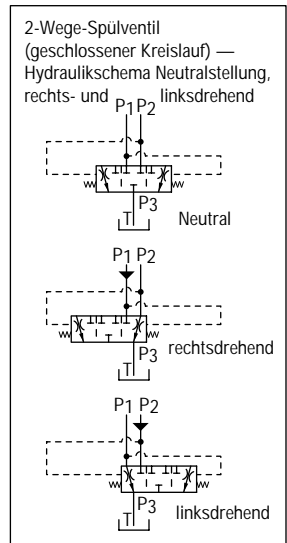 2-Wege-Spülventil
(geschlossener Kreislauf) —
Hydraulikschema Neutralstellung,
rechts- und linksdrehend
P1 P2
P3
T
Neutral
P1 P2
P3
T
rechtsdrehend
P1 P2
P3
T
linksdrehend